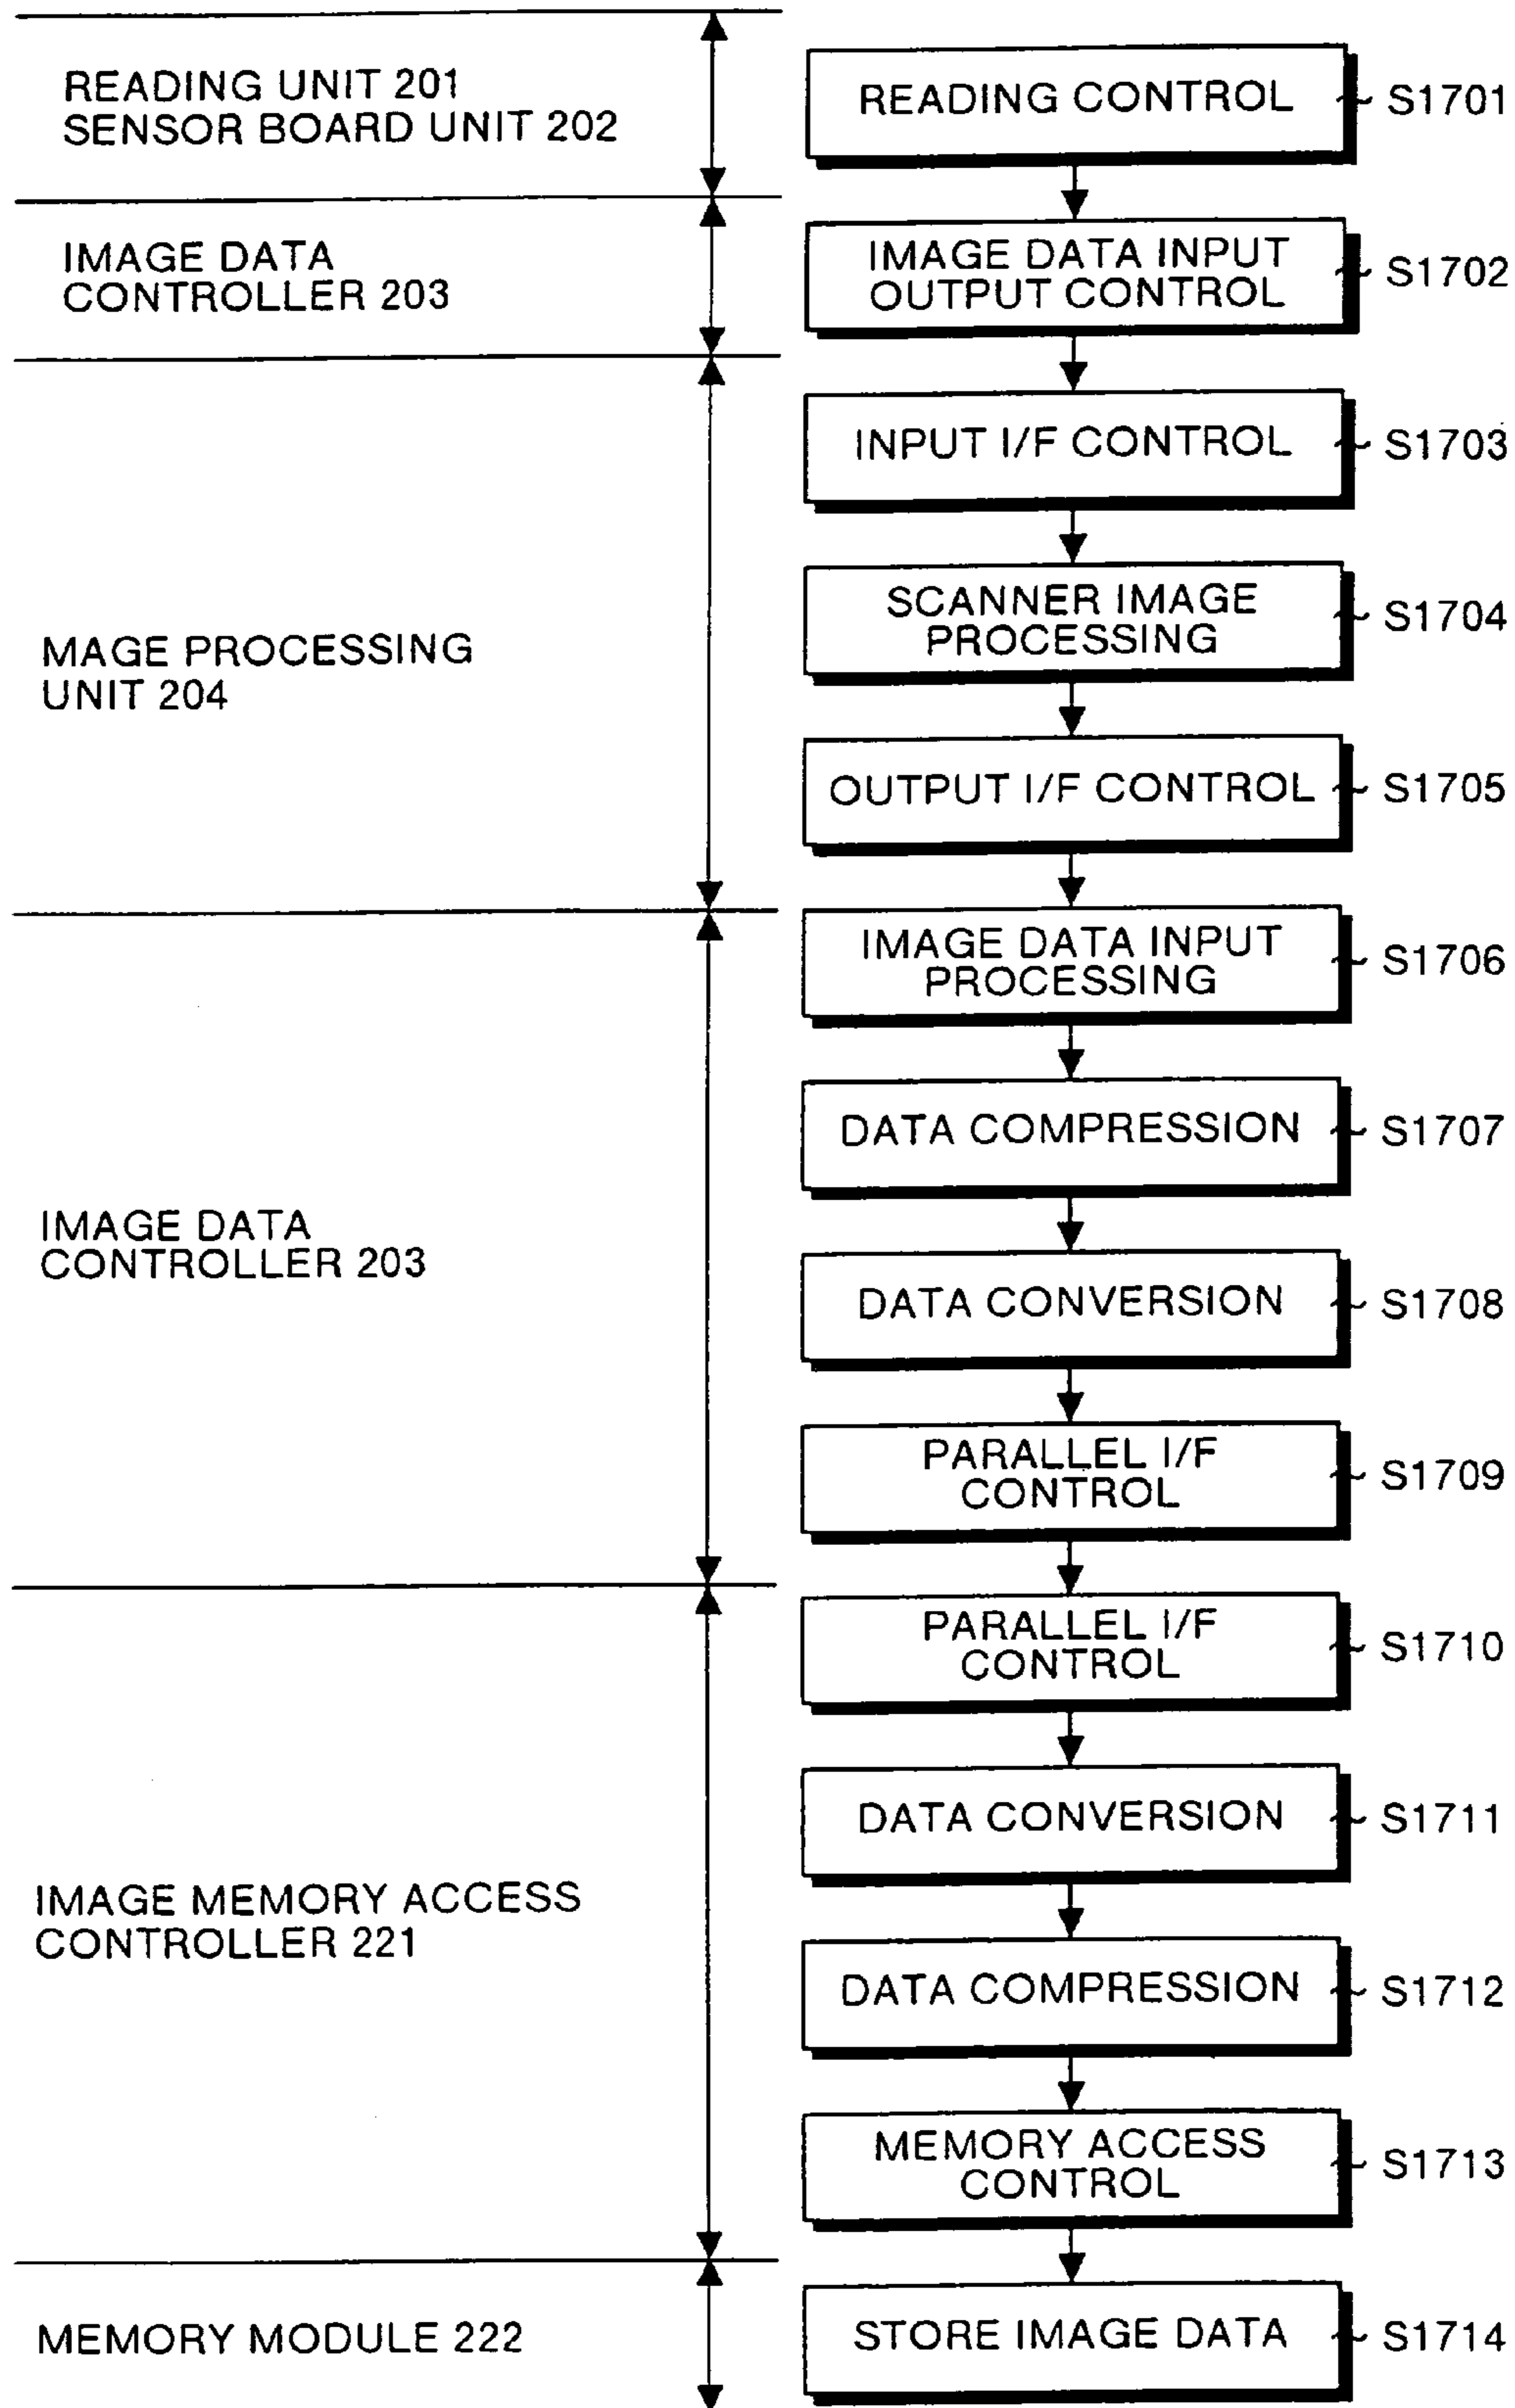 READING UNIT 201
SENSOR BOARD UNIT 202
READING CONTROL
S1701
IMAGE DATA
CONTROLLER 203
IMAGE DATA INPUT
OUTPUT CONTROL
S1702
MAGE PROCESSING
UNIT 204
INPUT I/F CONTROL
S1703
SCANNER IMAGE
PROCESSING
S1704
OUTPUT I/F CONTROL
S1705
IMAGE DATA
CONTROLLER 203
IMAGE DATA INPUT
PROCESSING
S1706
DATA COMPRESSION
S1707
DATA CONVERSION
S1708
PARALLEL I/F
CONTROL
S1709
IMAGE MEMORY ACCESS
CONTROLLER 221
PARALLEL I/F
CONTROL
S1710
DATA CONVERSION
S1711
DATA COMPRESSION
S1712
MEMORY ACCESS
CONTROL
S1713
MEMORY MODULE 222
STORE IMAGE DATA
S1714